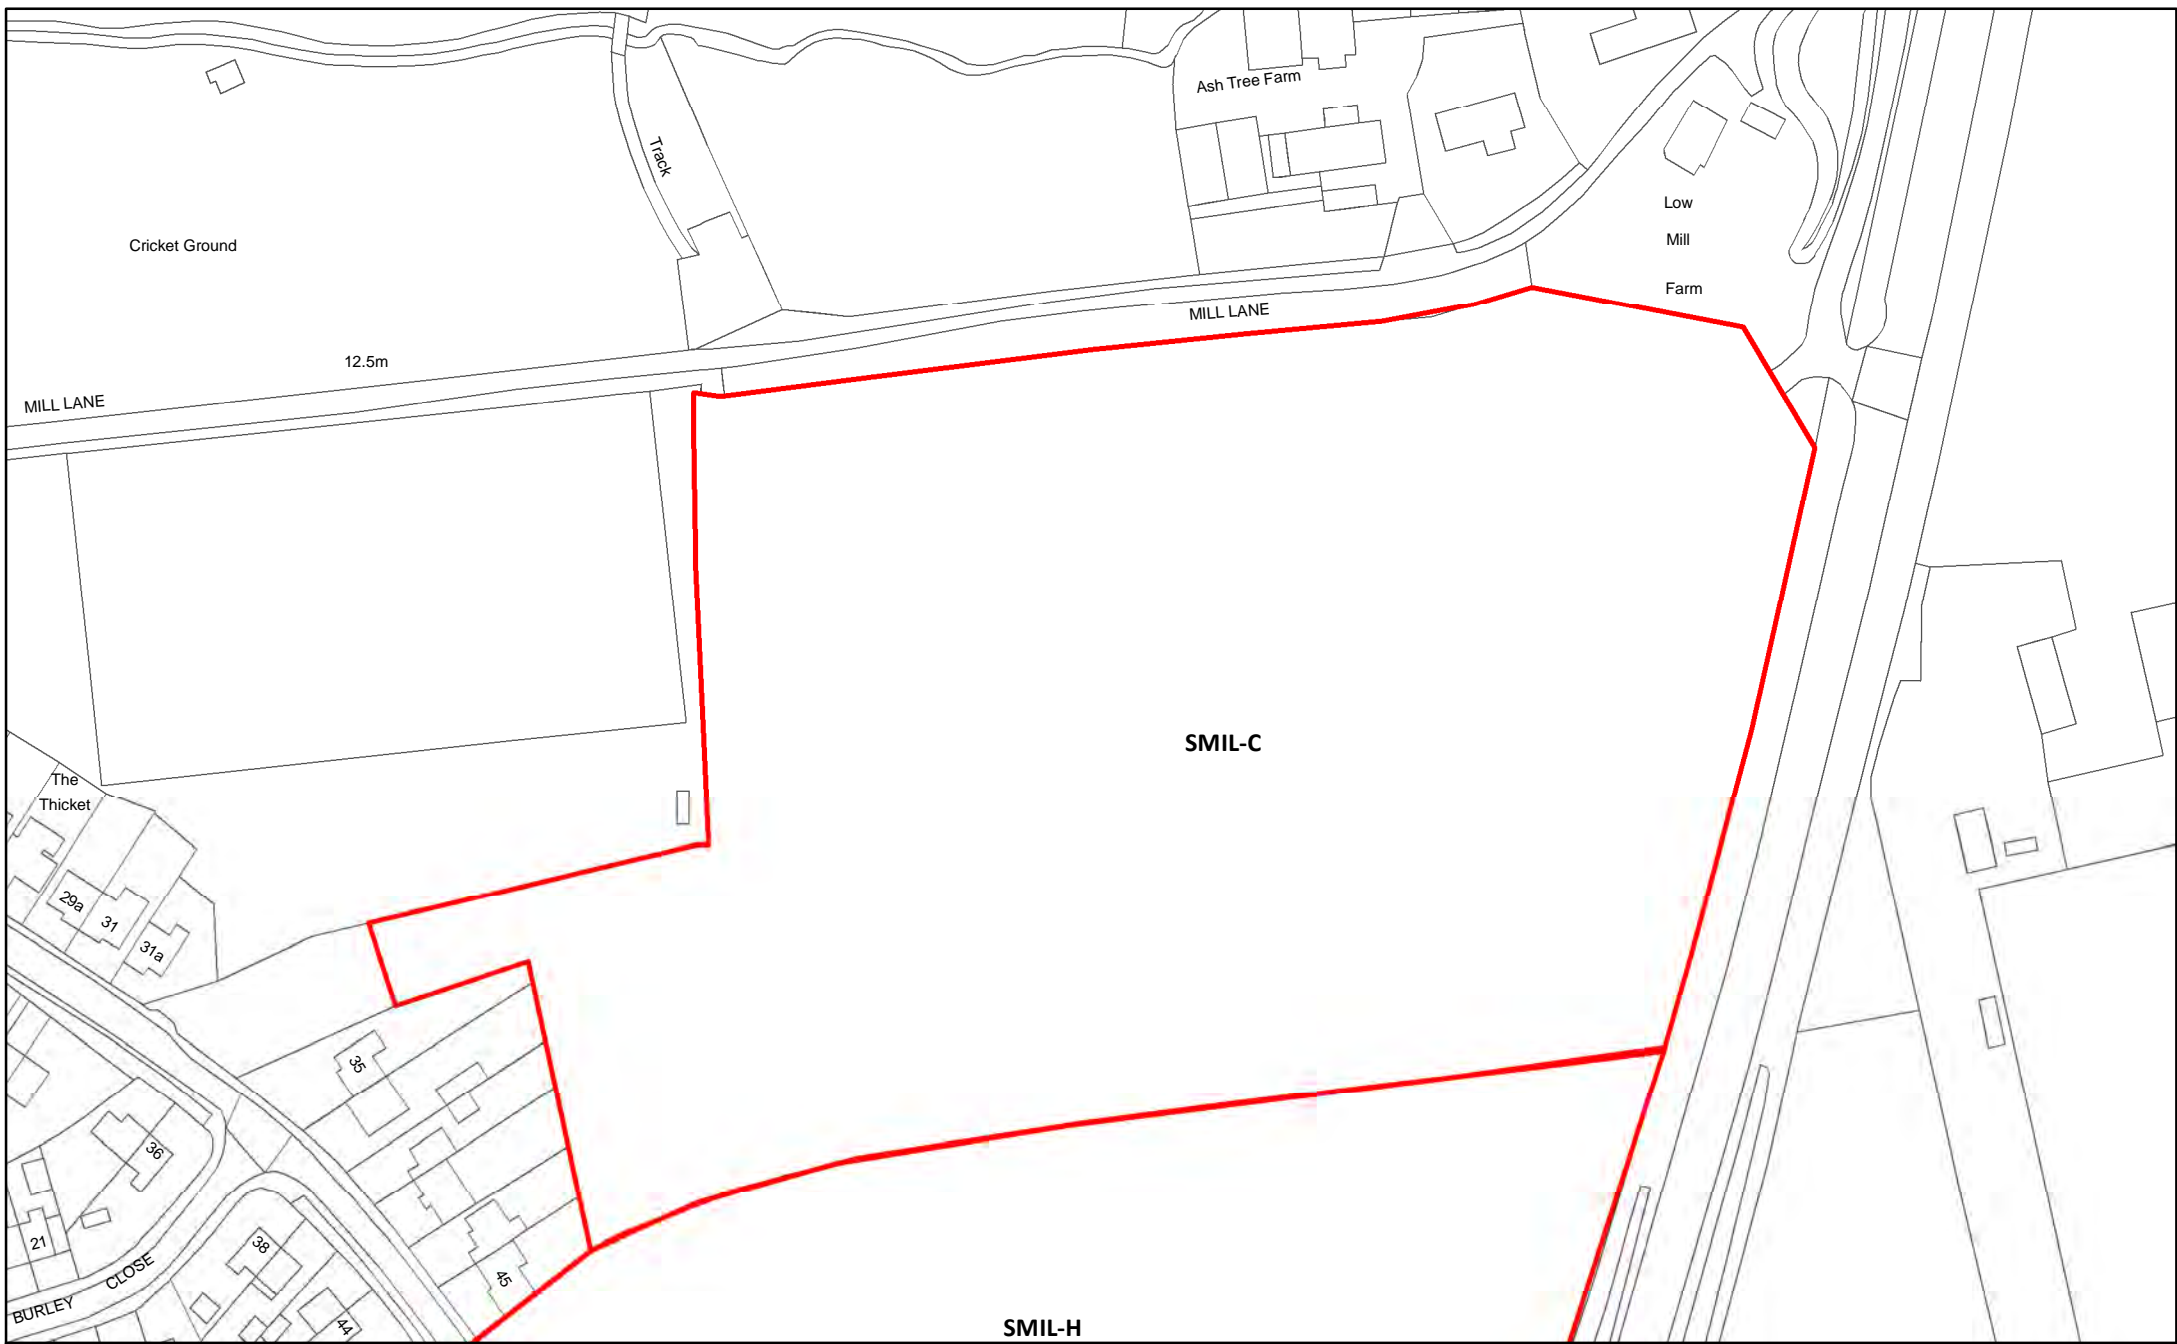 Ash Tree Farm
Track
Low
Mill
Farm
Cricket Ground
MILL LANE
12.5m
MILL LANE
SMIL-C
The
Thicket
29a
31
31a
35
36
21
38
45
BURLEY CLOSE
44
SMIL-H